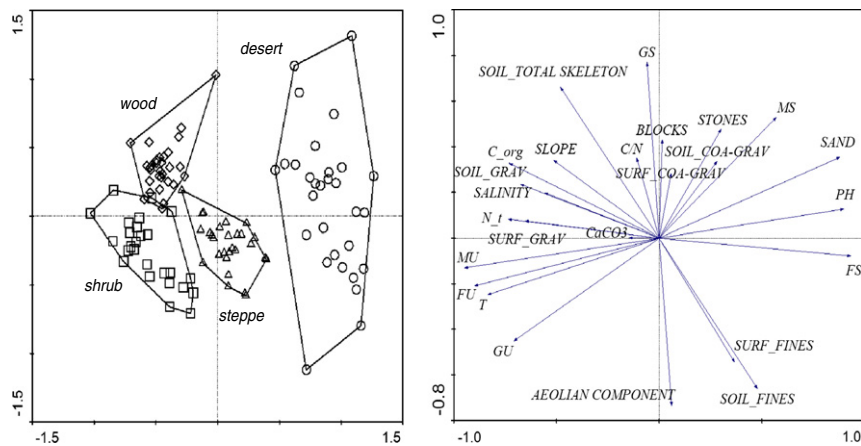 1.5
desert
wood
shrub
steppe
-1.5
-1.5
1.5
1.0
GS
SOIL_TOTAL SKELETON
MS
STONES
BLOCKS
SAND
C_org
SLOPE
C/N
SOIL_COA-GRAV
SOIL_GRAV
SURF_COA-GRAV
SALINITY
PH
N_t
CaCO3
SURF_GRAV
MU
FS
FU
T
GU
SURF_FINES
AEOLIAN COMPONENT
SOIL_FINES
-0.8
-1.0
1.0